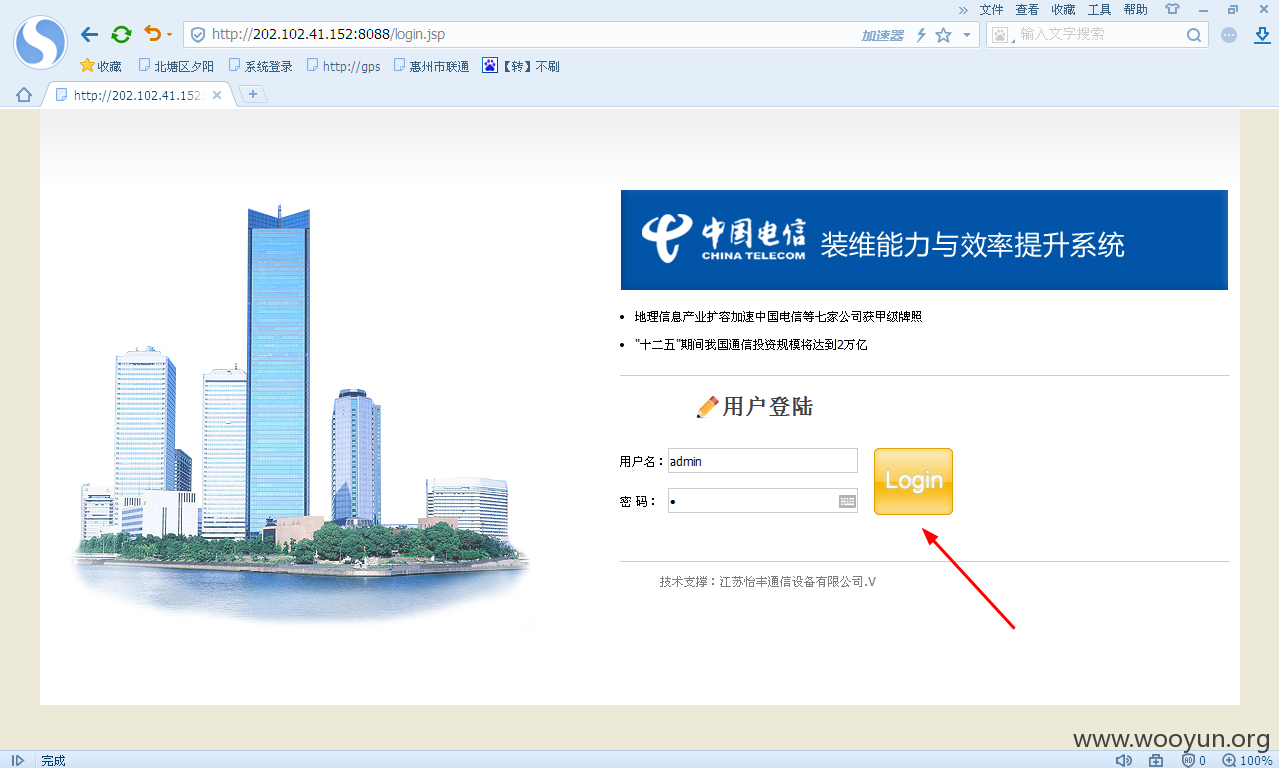 » 文件 查看 收藏 工具 帮助
http://202.102.41.152:8088/login.jsp 加速器 输入文字搜索
收藏 北塘区夕阳 系统登录 http://gps 惠州市联通 【转】不刷
http://202.102.41.152:
中国电信 CHINA TELECOM 装维能力与效率提升系统
地理信息产业扩容加速中国电信等七家公司获甲级牌照
"十二五"期间我国通信投资规模将达到2万亿
用户登陆
用户名：admin
Login
密 码：
技术支撑：江苏怡丰通信设备有限公司.V
www.wooyun.org
完成 0 100%